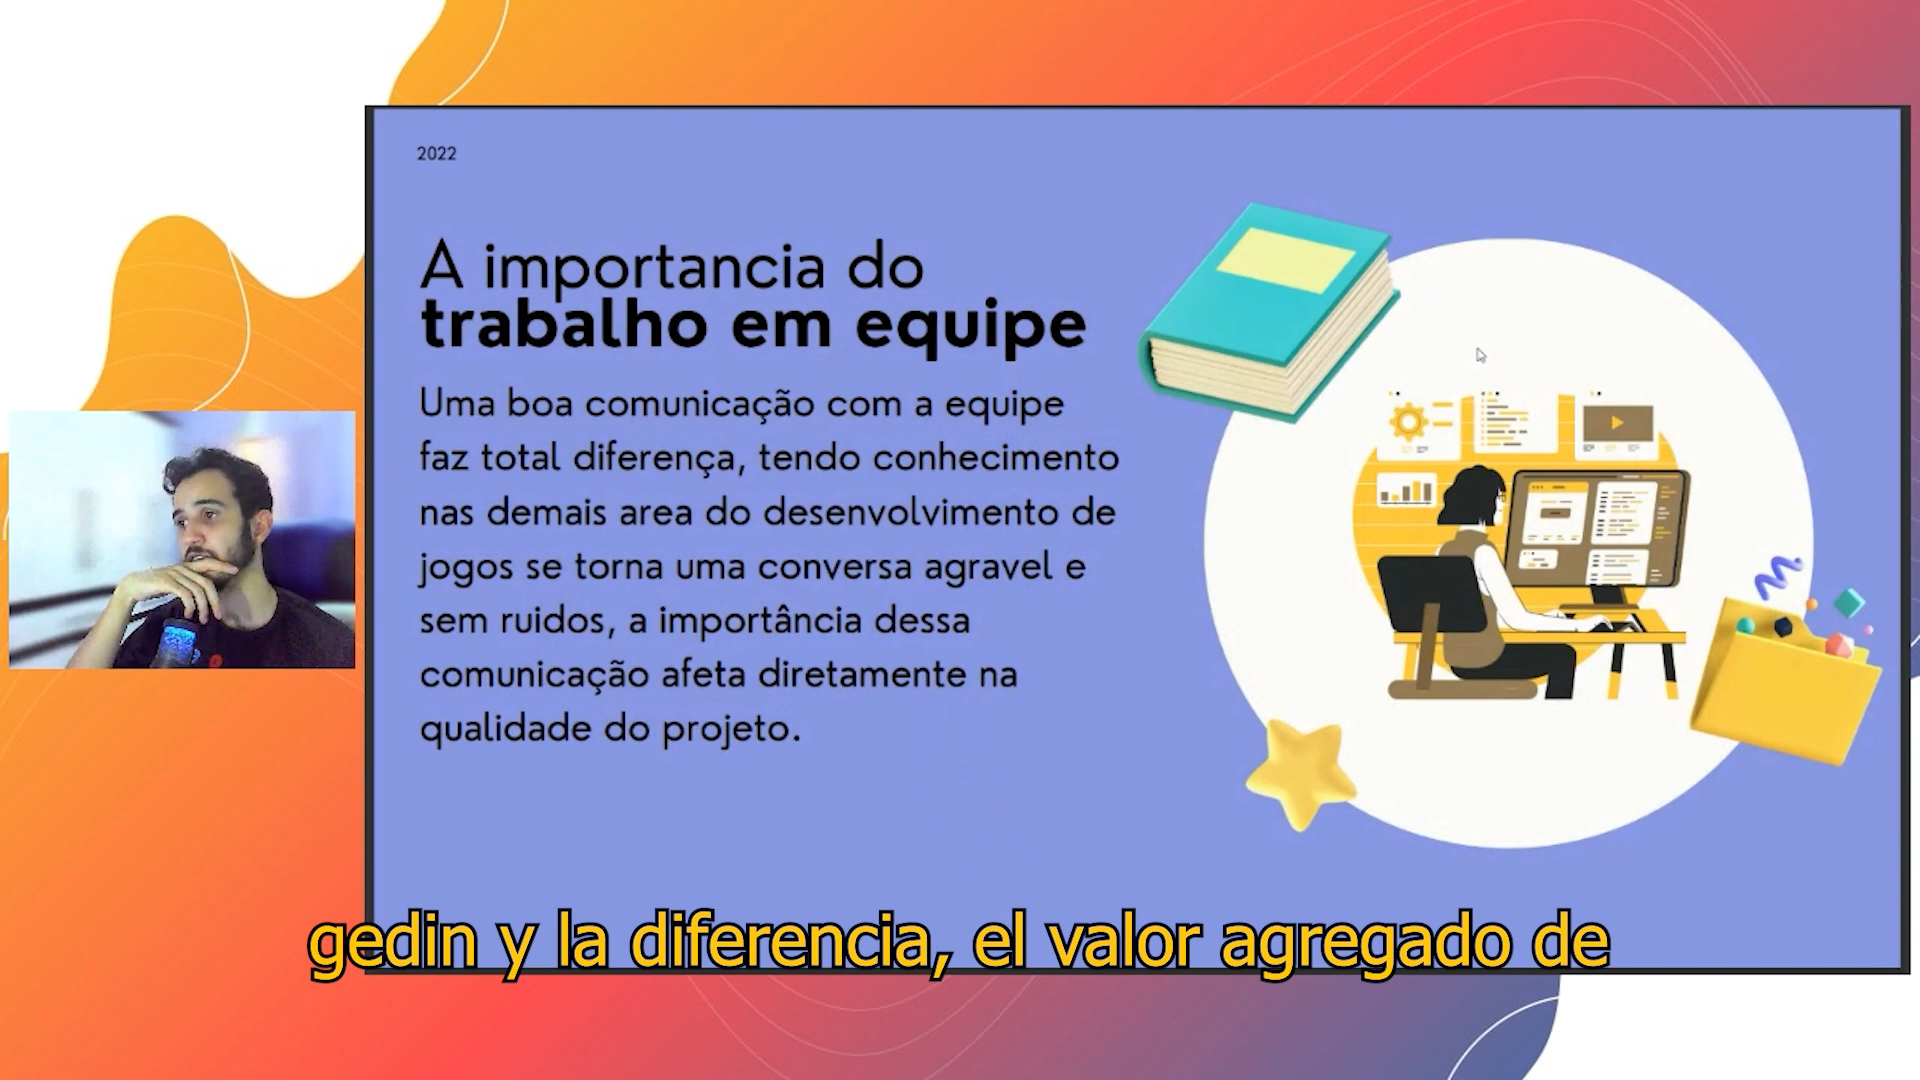 2022
A importancia do
trabalho em equipe
Uma boa comunicação com a equipe
faz total diferença, tendo conhecimento
nas demais area do desenvolvimento de
jogos se torna uma conversa agravel e
sem ruidos, a importância dessa
comunicação afeta diretamente na
qualidade do projeto.
gedin y la diferencia, el valor agregado de